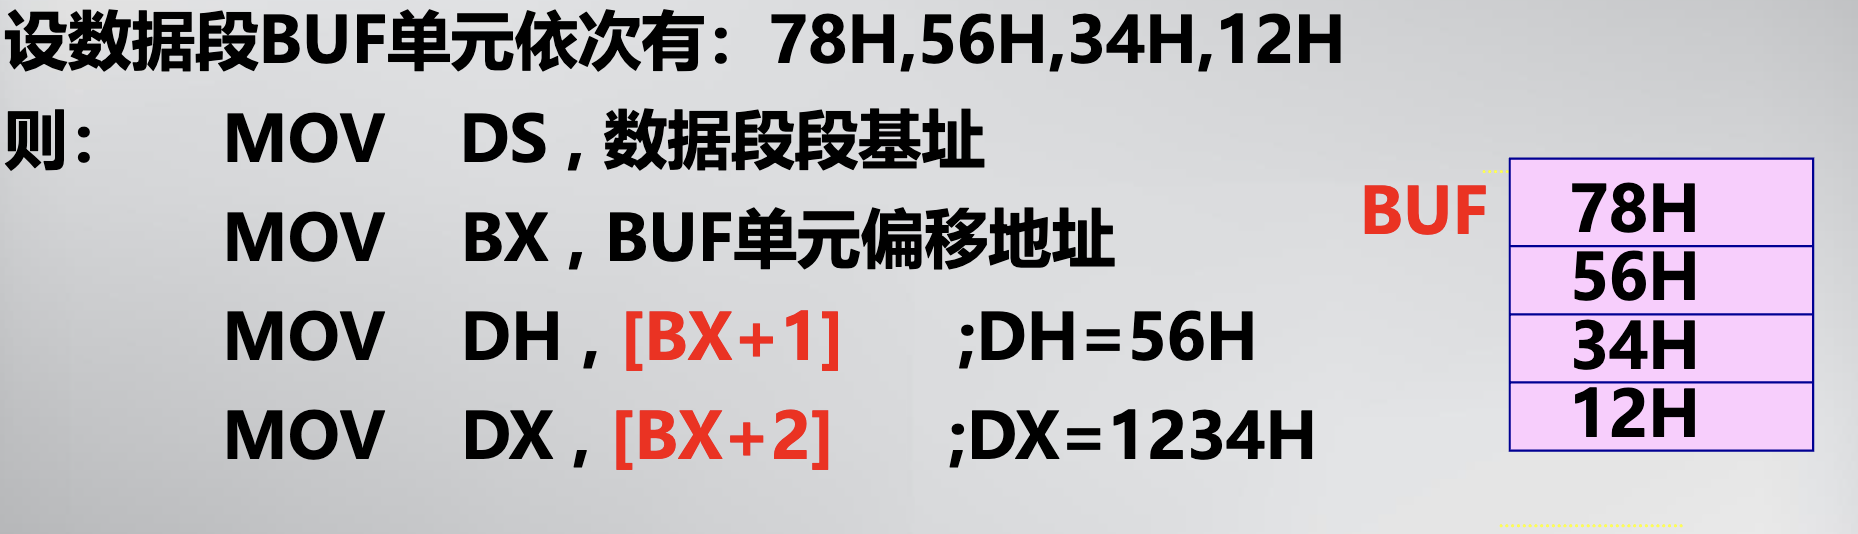 设数据段BUF单元依次有：78H,56H,34H,12H
则： MOV DS , 数据段段基址
MOV BX , BUF单元偏移地址
MOV DH , [BX+1] ;DH=56H
MOV DX , [BX+2] ;DX=1234H
BUF 78H
56H
34H
12H